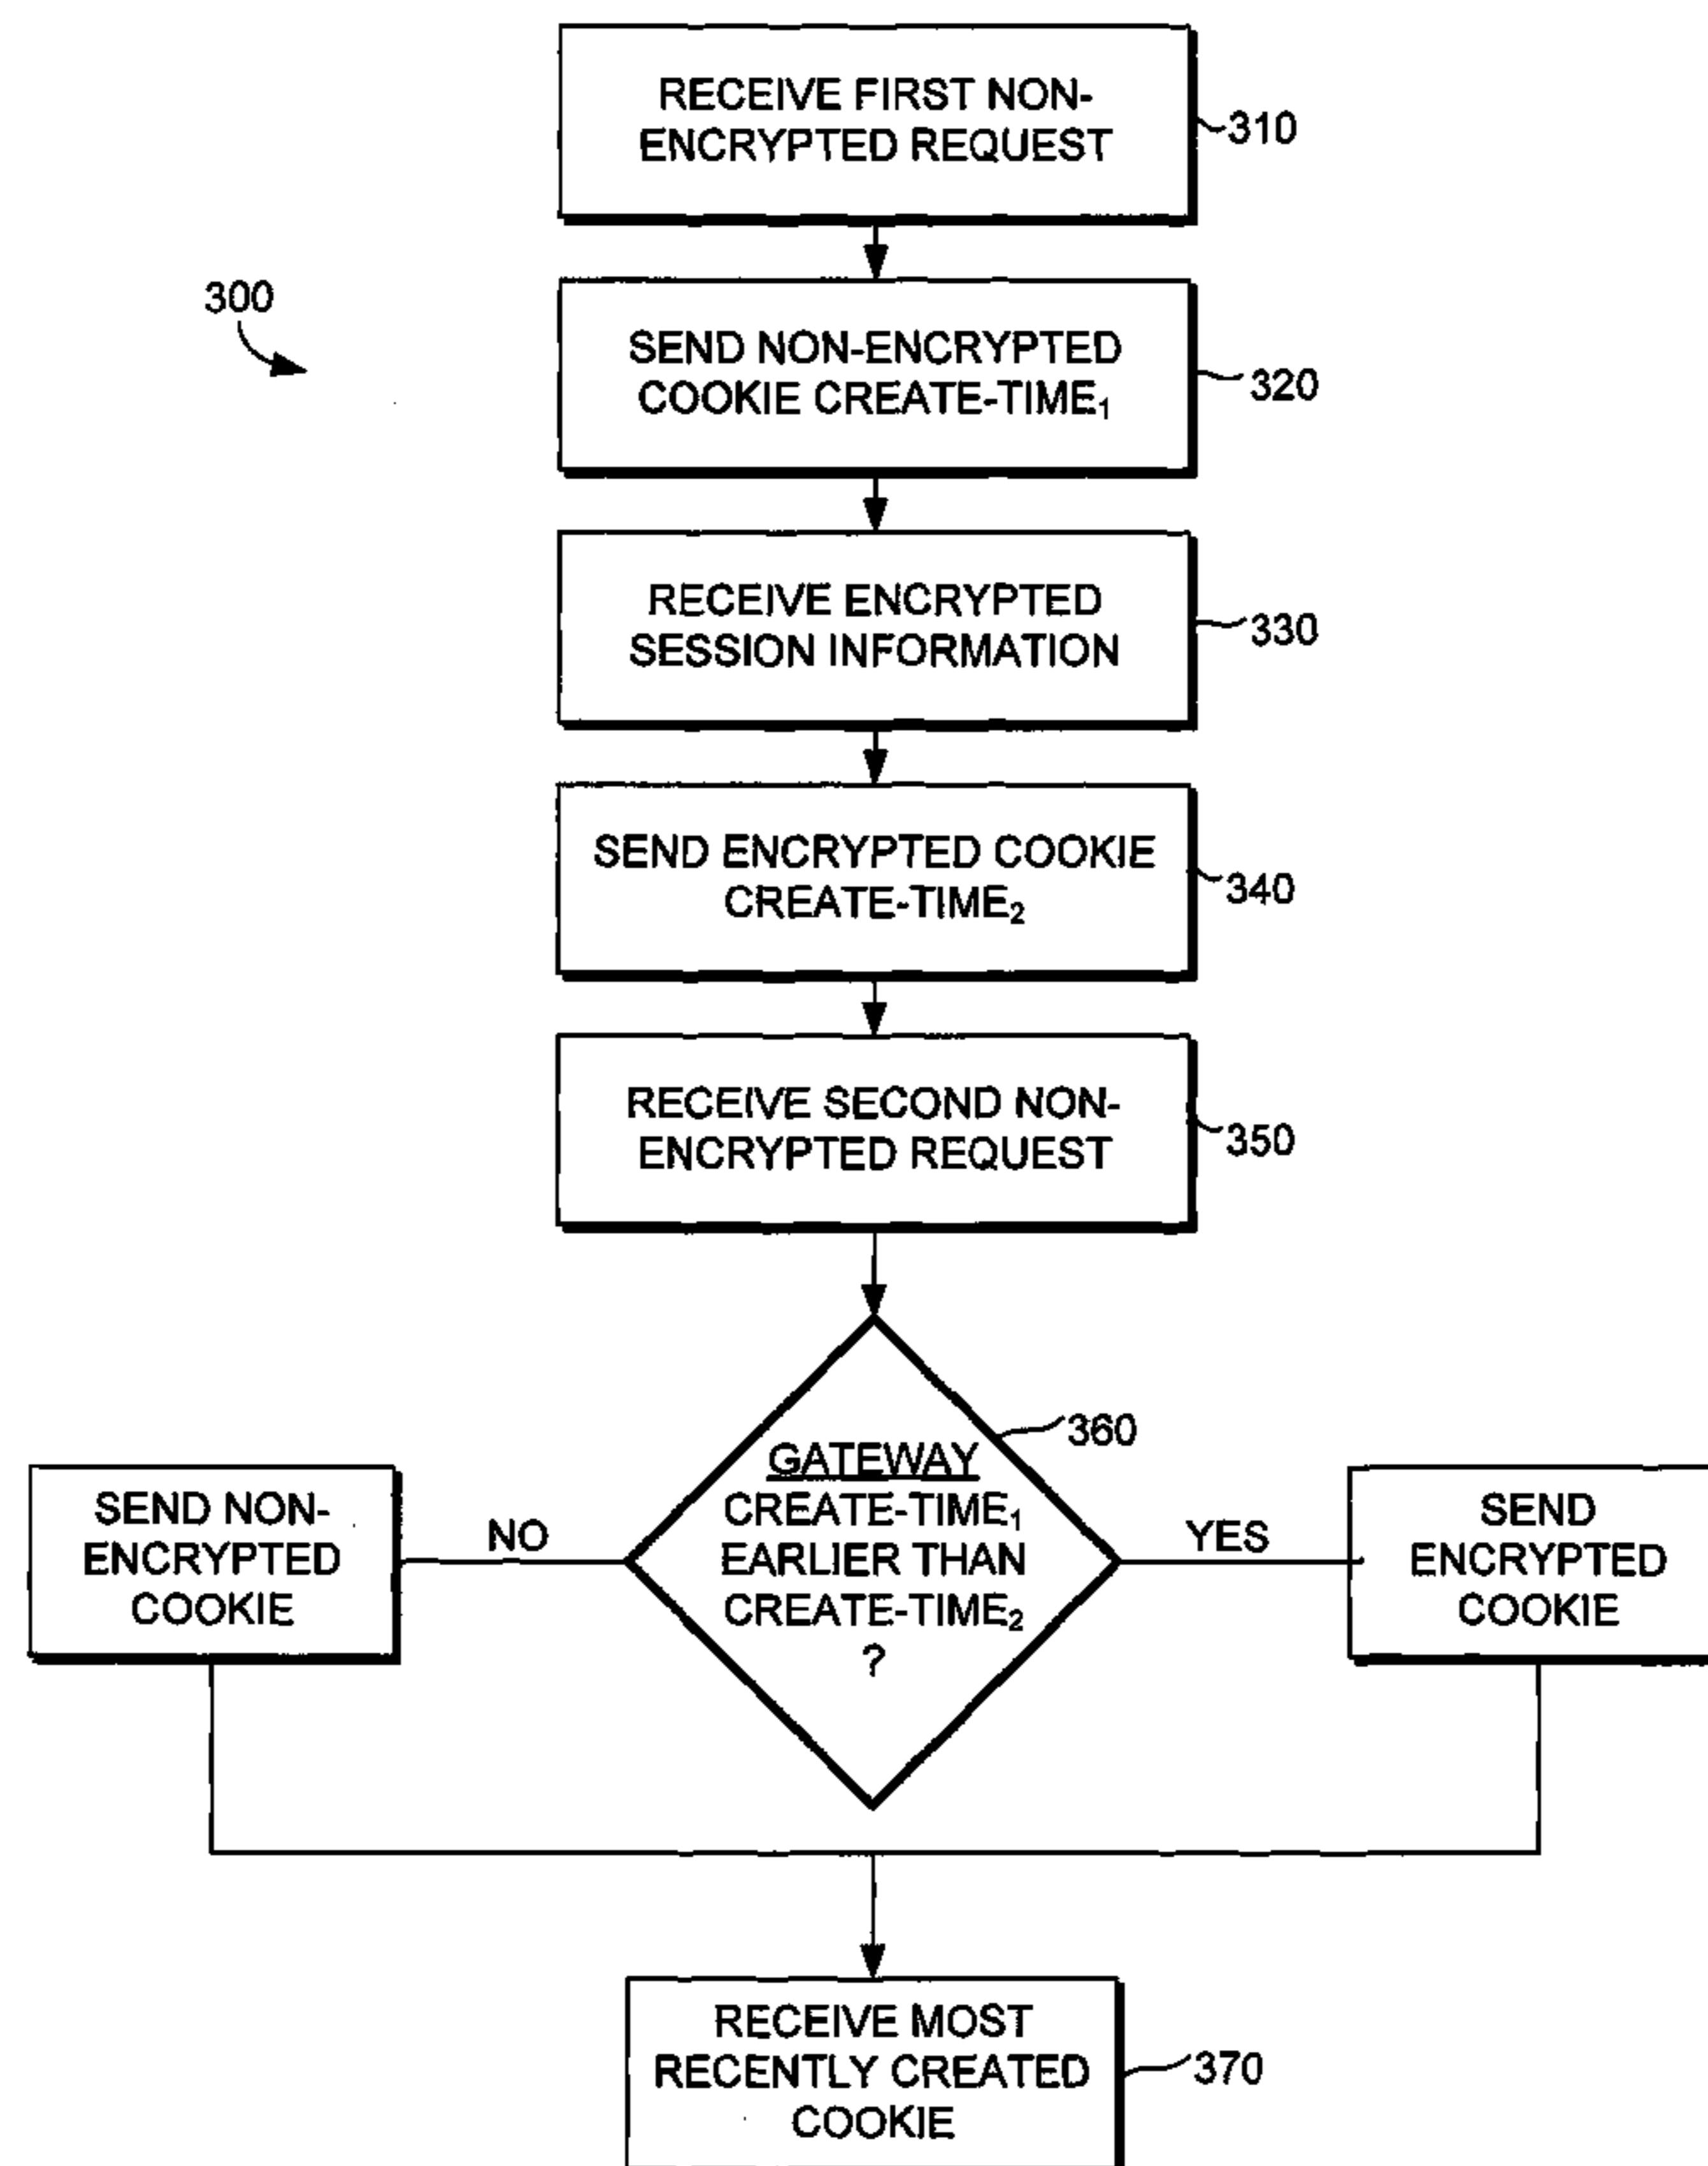 RECEIVE FIRST NON-
ENCRYPTED REQUEST
310
300
SEND NON-ENCRYPTED
COOKIE CREATE-TIME₁
320
RECEIVE ENCRYPTED
SESSION INFORMATION
330
SEND ENCRYPTED COOKIE
CREATE-TIME₂
340
RECEIVE SECOND NON-
ENCRYPTED REQUEST
350
360
GATEWAY
CREATE-TIME₁
EARLIER THAN
CREATE-TIME₂
?
NO
SEND NON-
ENCRYPTED
COOKIE
YES
SEND
ENCRYPTED
COOKIE
RECEIVE MOST
RECENTLY CREATED
COOKIE
370